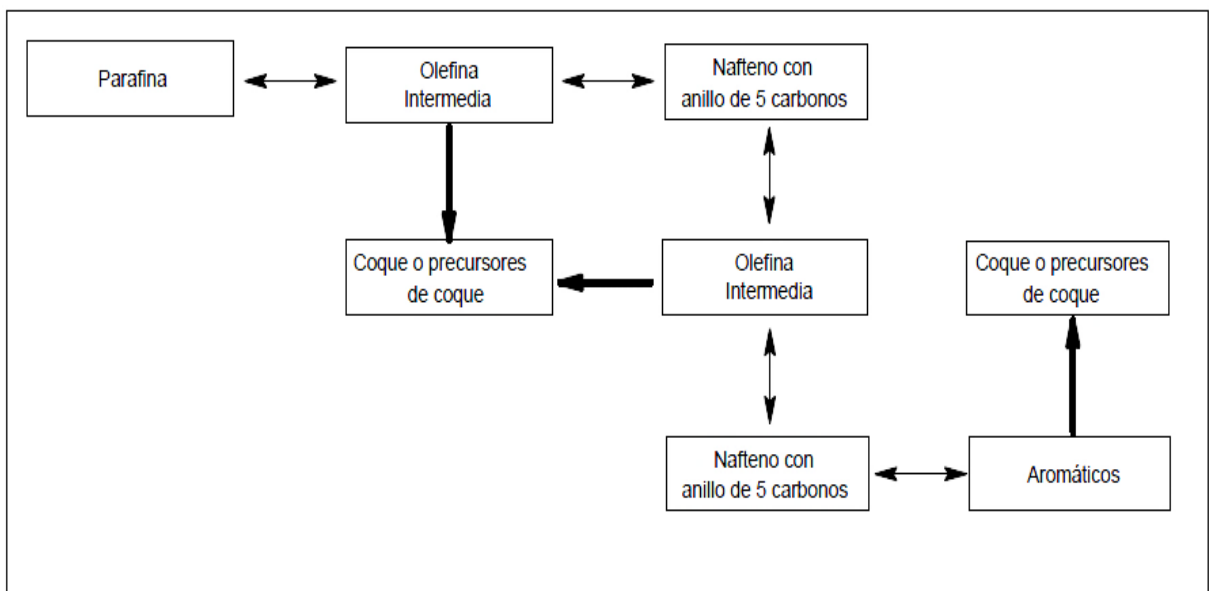 Parafina
Olefina
Intermedia
Nafteno con
anillo de 5 carbonos
Coque o precursores
de coque
Olefina
Intermedia
Coque o precursores
de coque
Nafteno con
anillo de 5 carbonos
Aromáticos